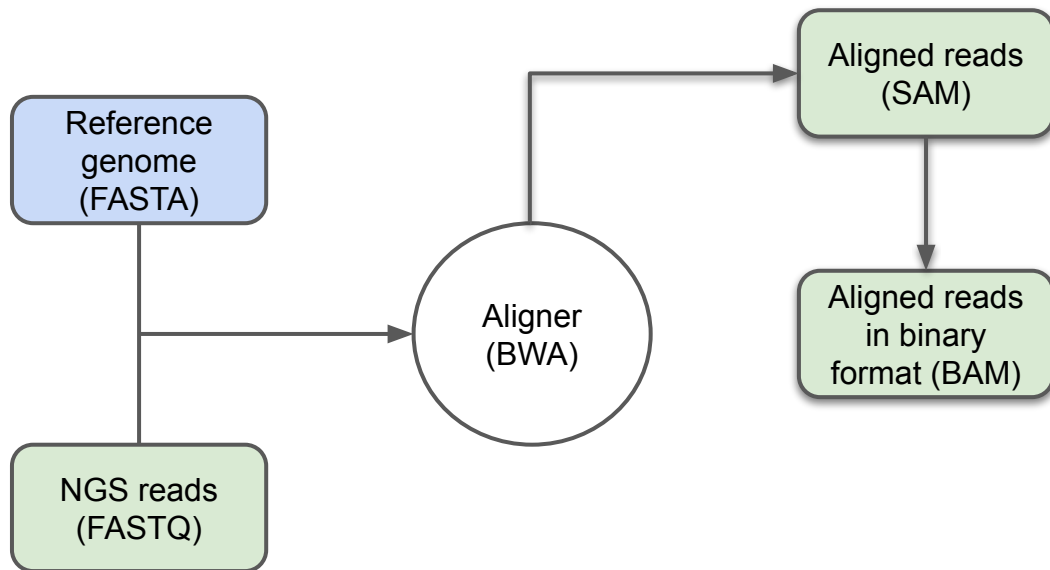 Reference
genome
(FASTA)
NGS reads
(FASTQ)
Aligner
(BWA)
Aligned reads
(SAM)
Aligned reads
in binary
format (BAM)